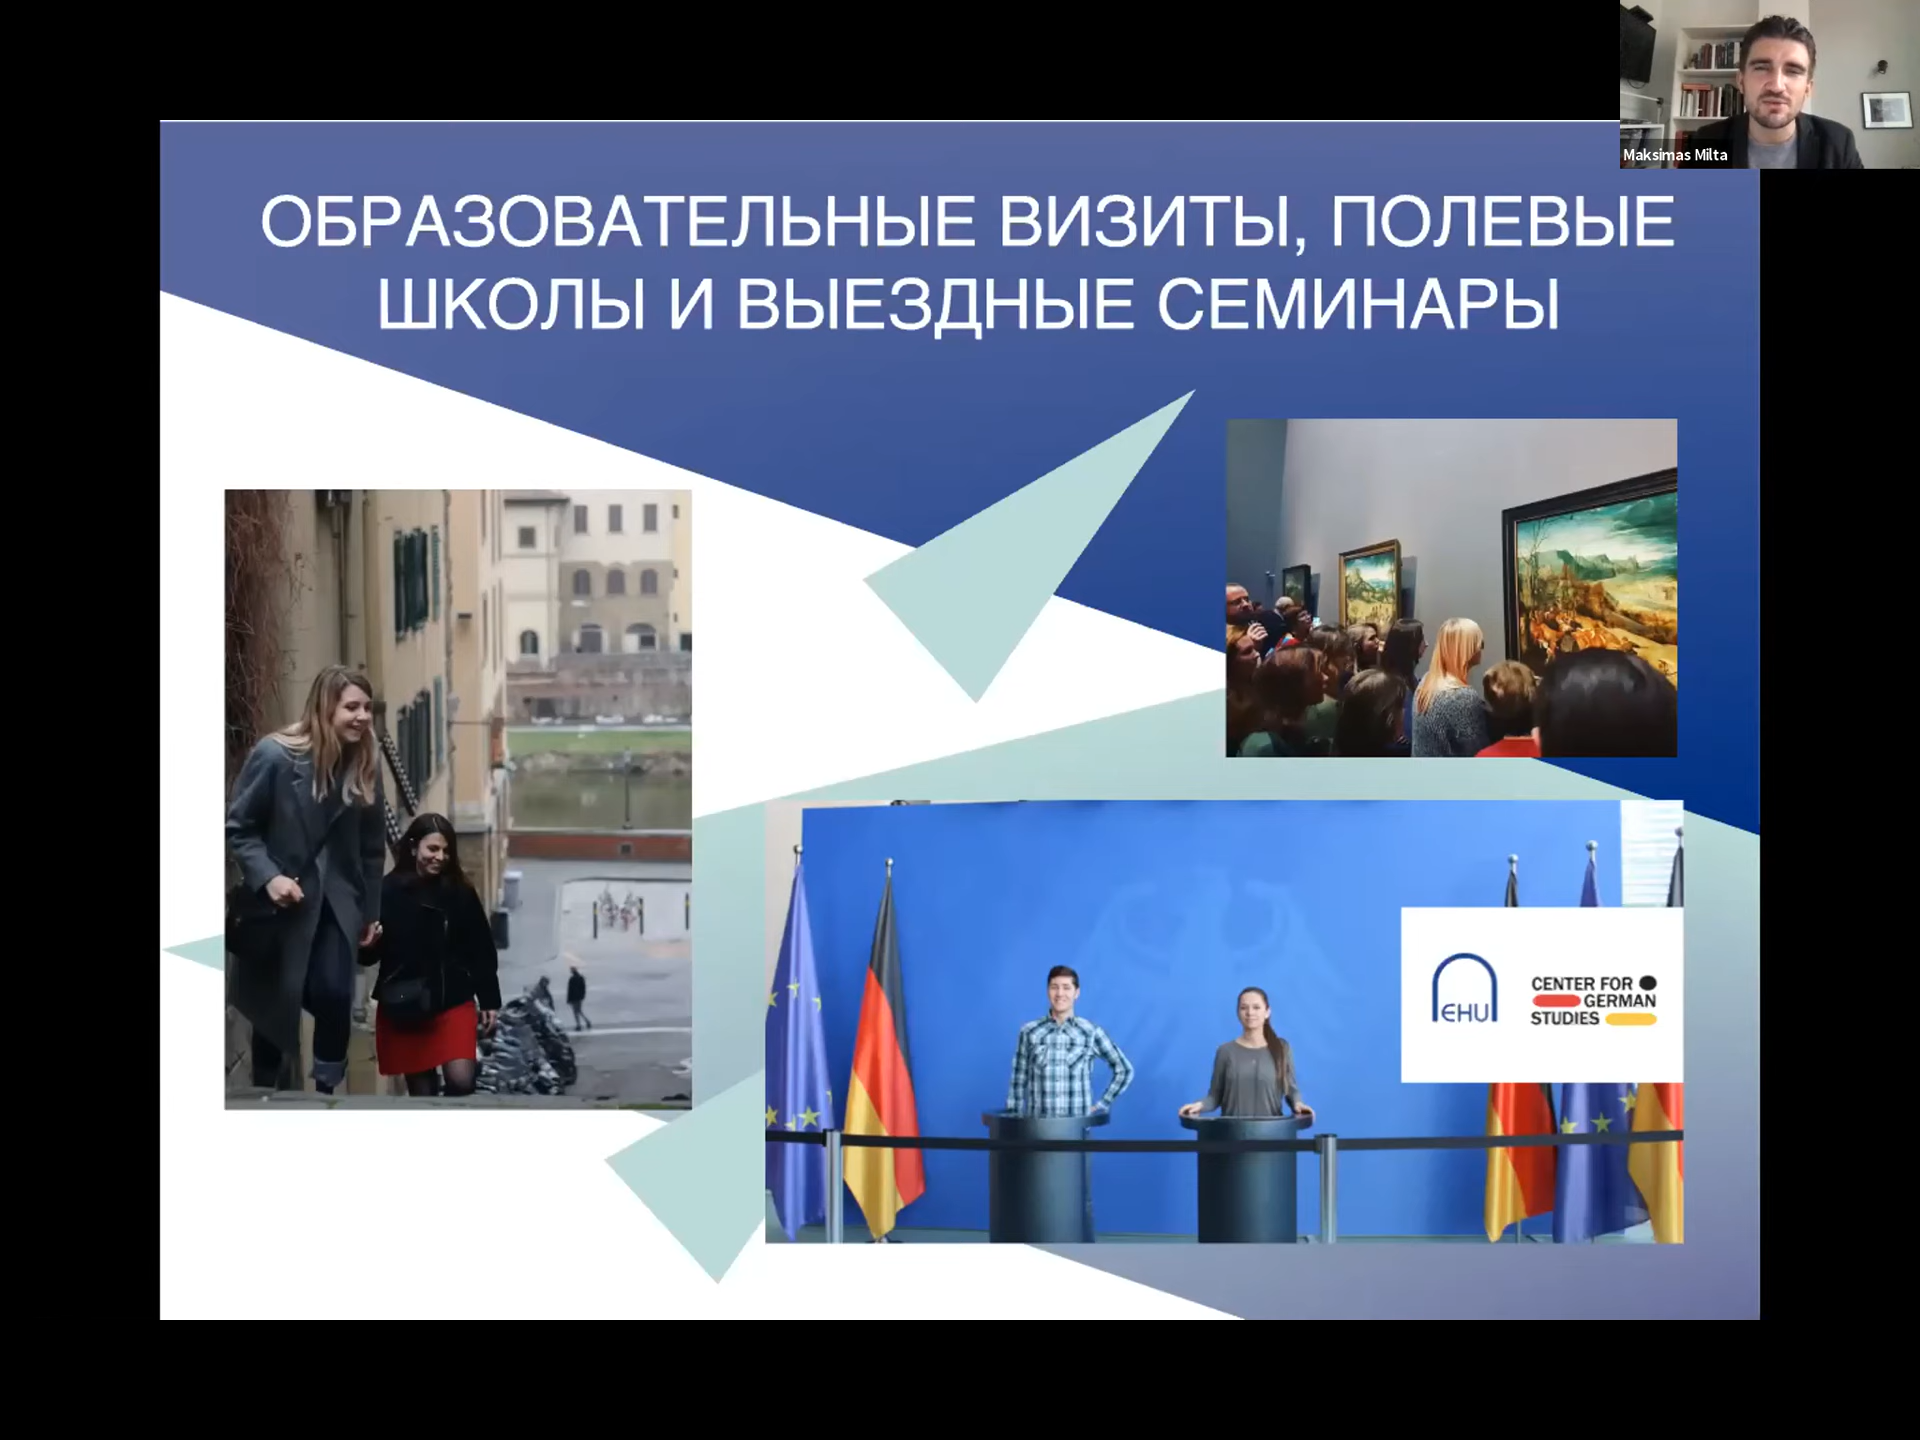 Maksimas Milta
ОБРАЗОВАТЕЛЬНЫЕ ВИЗИТЫ, ПОЛЕВЫЕ
ШКОЛЫ И ВЫЕЗДНЫЕ СЕМИНАРЫ
EHU
CENTER FOR
GERMAN
STUDIES